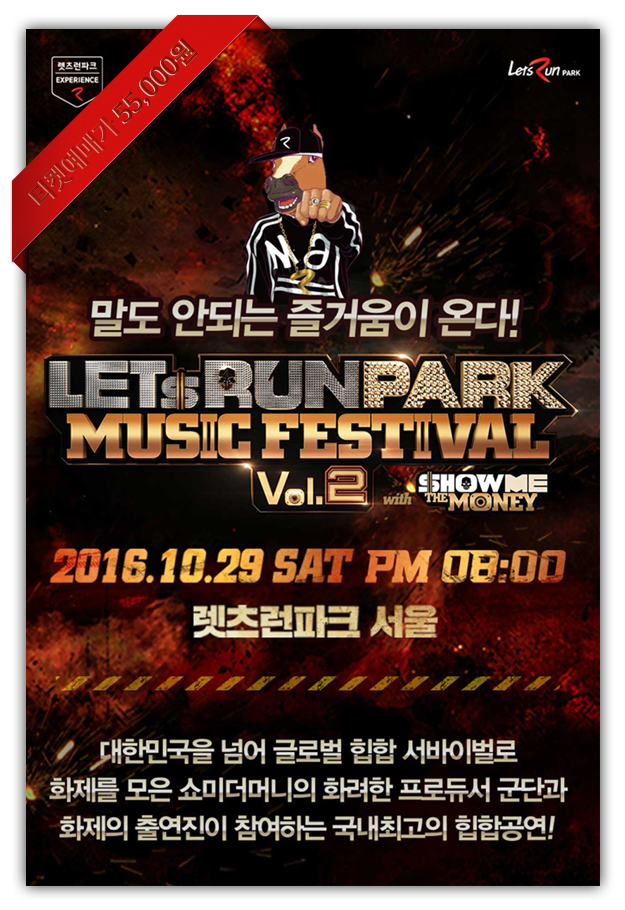 티켓예매가 55,000원
렛츠런파크
EXPERIENCE
Let'sRun PARK
말도 안되는 즐거움이 온다!
LETsRUNPARK
MUSIC FESTIVAL
Vol.2 with SHOW ME THE MONEY
2016.10.29 SAT PM 08:00
렛츠런파크 서울
대한민국을 넘어 글로벌 힙합 서바이벌로
화제를 모은 쇼미더머니의 화려한 프로듀서 군단과
화제의 출연진이 참여하는 국내최고의 힙합공연!